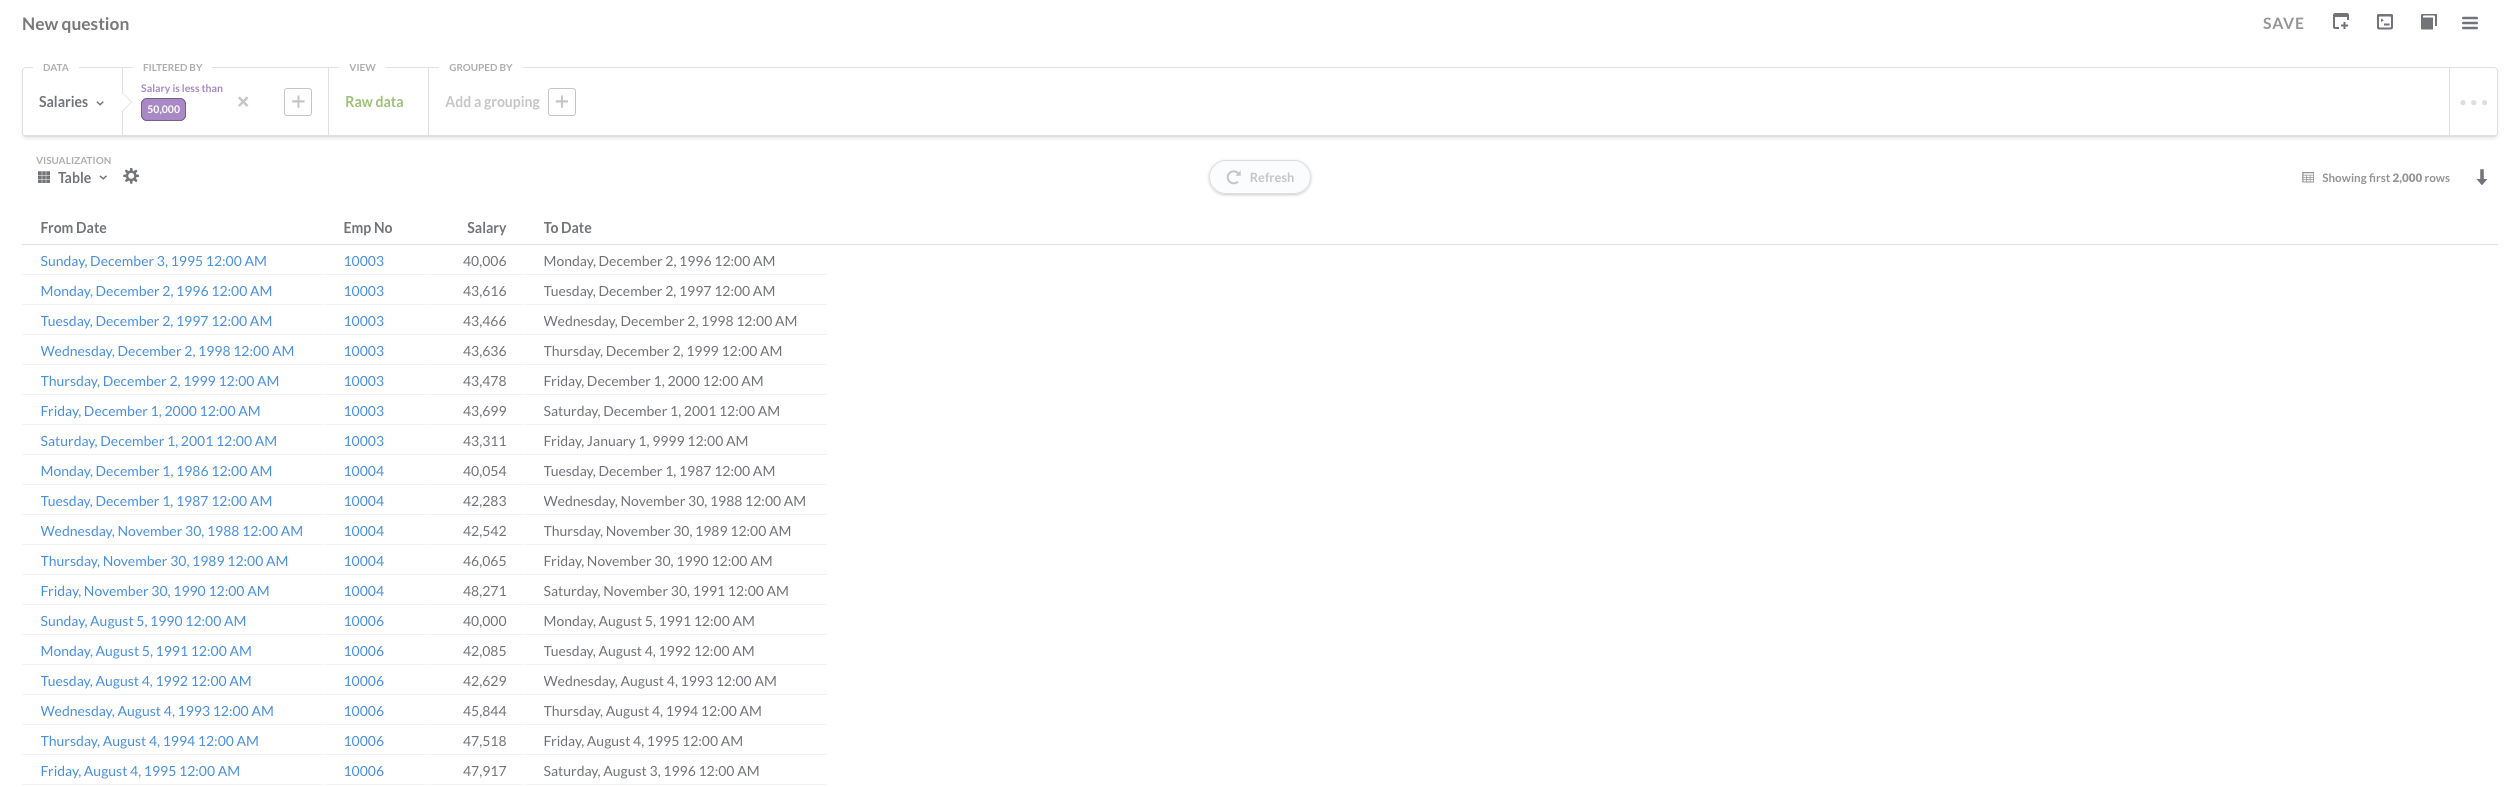 New question
SAVE
DATA FILTERED BY VIEW GROUPED BY
Salary is less than
Salaries 50,000 Raw data Add a grouping
VISUALIZATION
Table Refresh Showing first 2,000 rows
From Date Emp No Salary To Date
Sunday, December 3, 1995 12:00 AM 10003 40,006 Monday, December 2, 1996 12:00 AM
Monday, December 2, 1996 12:00 AM 10003 43,616 Tuesday, December 2, 1997 12:00 AM
Tuesday, December 2, 1997 12:00 AM 10003 43,466 Wednesday, December 2, 1998 12:00 AM
Wednesday, December 2, 1998 12:00 AM 10003 43,636 Thursday, December 2, 1999 12:00 AM
Thursday, December 2, 1999 12:00 AM 10003 43,478 Friday, December 1, 2000 12:00 AM
Friday, December 1, 2000 12:00 AM 10003 43,699 Saturday, December 1, 2001 12:00 AM
Saturday, December 1, 2001 12:00 AM 10003 43,311 Friday, January 1, 9999 12:00 AM
Monday, December 1, 1986 12:00 AM 10004 40,054 Tuesday, December 1, 1987 12:00 AM
Tuesday, December 1, 1987 12:00 AM 10004 42,283 Wednesday, November 30, 1988 12:00 AM
Wednesday, November 30, 1988 12:00 AM 10004 42,542 Thursday, November 30, 1989 12:00 AM
Thursday, November 30, 1989 12:00 AM 10004 46,065 Friday, November 30, 1990 12:00 AM
Friday, November 30, 1990 12:00 AM 10004 48,271 Saturday, November 30, 1991 12:00 AM
Sunday, August 5, 1990 12:00 AM 10006 40,000 Monday, August 5, 1991 12:00 AM
Monday, August 5, 1991 12:00 AM 10006 42,085 Tuesday, August 4, 1992 12:00 AM
Tuesday, August 4, 1992 12:00 AM 10006 42,629 Wednesday, August 4, 1993 12:00 AM
Wednesday, August 4, 1993 12:00 AM 10006 45,844 Thursday, August 4, 1994 12:00 AM
Thursday, August 4, 1994 12:00 AM 10006 47,518 Friday, August 4, 1995 12:00 AM
Friday, August 4, 1995 12:00 AM 10006 47,917 Saturday, August 3, 1996 12:00 AM